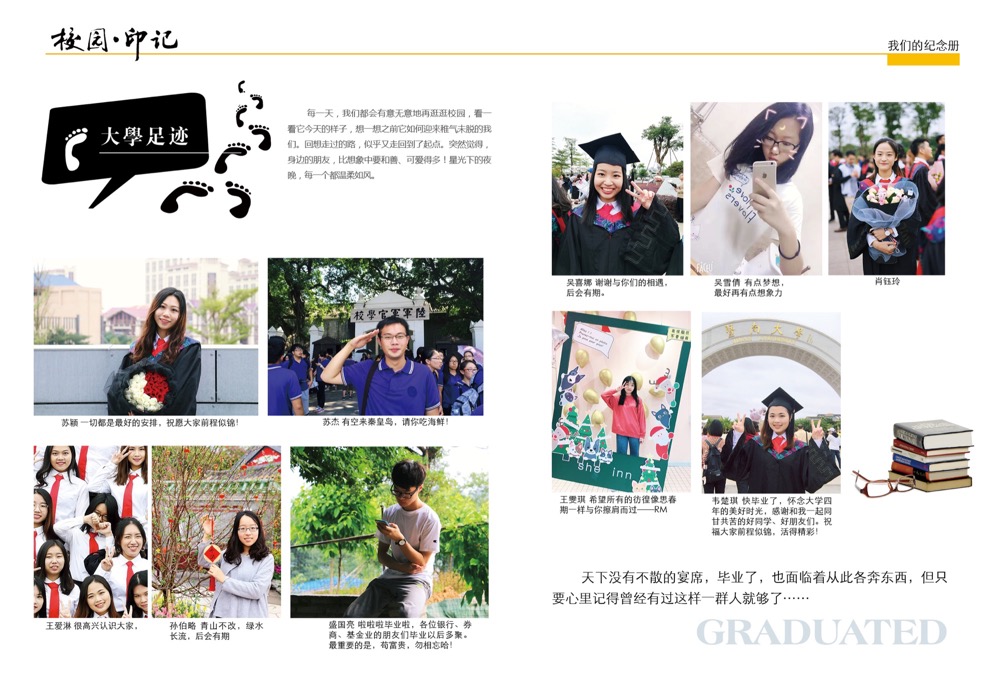 校园·印记
我们的纪念册
大學足迹
每一天，我们都会有意无意地再逛逛校园，看一
看它今天的样子，想一想之前它如何迎来稚气未脱的我
们。回想走过的路，似乎又走回到了起点。突然觉得，
身边的朋友，比想象中要和善、可爱得多！星光下的夜
晚，每一个都温柔如风。
校學官軍軍陸
苏颖 一切都是最好的安排，祝愿大家前程似锦！
苏杰 有空来秦皇岛，请你吃海鲜！
王爱淋 很高兴认识大家。
孙伯略 青山不改，绿水
长流，后会有期
盛国亮 啦啦啦毕业啦，各位银行、券
商、基金业的朋友们毕业以后多聚。
最重要的是，苟富贵，勿相忘哈！
吴喜娜 谢谢与你们的相遇，
后会有期。
吴雪倩 有点梦想，
最好再有点想象力
肖钰玲
she inn
王雯琪 希望所有的彷徨像思春
期一样与你擦肩而过——RM
韦楚琪 快毕业了，怀念大学四
年的美好时光，感谢和我一起同
甘共苦的好同学、好朋友们。祝
福大家前程似锦，活得精彩！
天下没有不散的宴席，毕业了，也面临着从此各奔东西，但只
要心里记得曾经有过这样一群人就够了……
GRADUATED